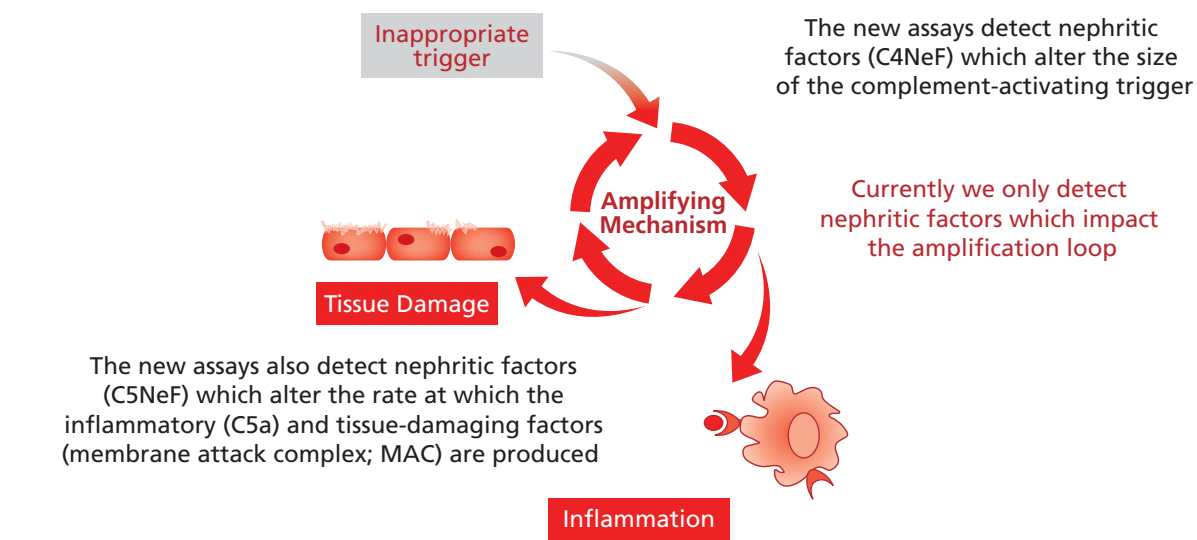 Inappropriate
trigger
The new assays detect nephritic
factors (C4NeF) which alter the size
of the complement-activating trigger
Amplifying
Mechanism
Currently we only detect
nephritic factors which impact
the amplification loop
Tissue Damage
The new assays also detect nephritic factors
(C5NeF) which alter the rate at which the
inflammatory (C5a) and tissue-damaging factors
(membrane attack complex; MAC) are produced
Inflammation